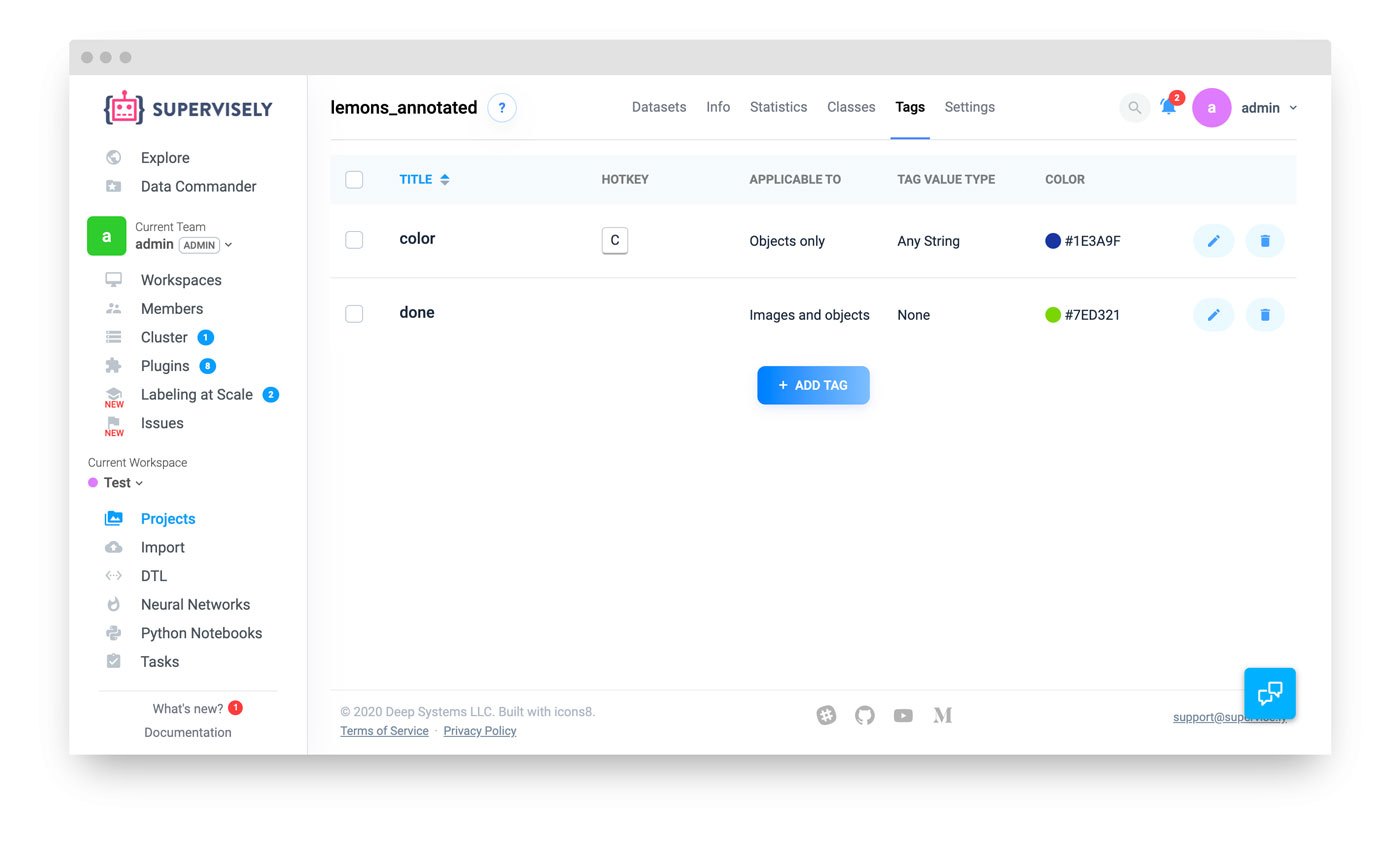 SUPERVISELY
Explore
Data Commander
a
Current Team
admin ADMIN
Workspaces
Members
Cluster 1
Plugins 8
Labeling at Scale 2
NEW
Issues
NEW
Current Workspace
Test
Projects
Import
DTL
Neural Networks
Python Notebooks
Tasks
What's new? 1
Documentation
lemons_annotated ?
Datasets Info Statistics Classes Tags Settings
2 a admin
TITLE HOTKEY APPLICABLE TO TAG VALUE TYPE COLOR
color C Objects only Any String #1E3A9F
done Images and objects None #7ED321
+ ADD TAG
© 2020 Deep Systems LLC. Built with icons8.
Terms of Service · Privacy Policy
M
support@supervise.ly